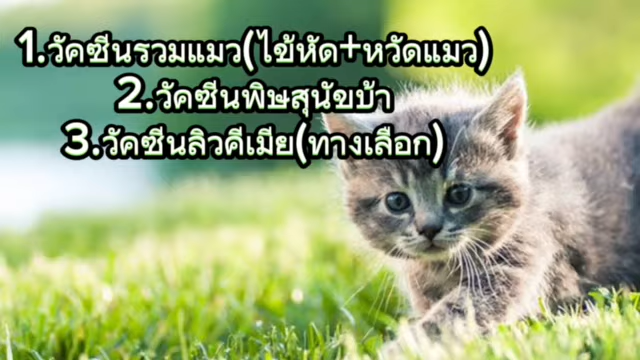 1.วัคซีนรวมแมว(ไข้หัด+หวัดแมว)
2.วัคซีนพิษสุนัขบ้า
3.วัคซีนลิวคีเมีย(ทางเลือก)